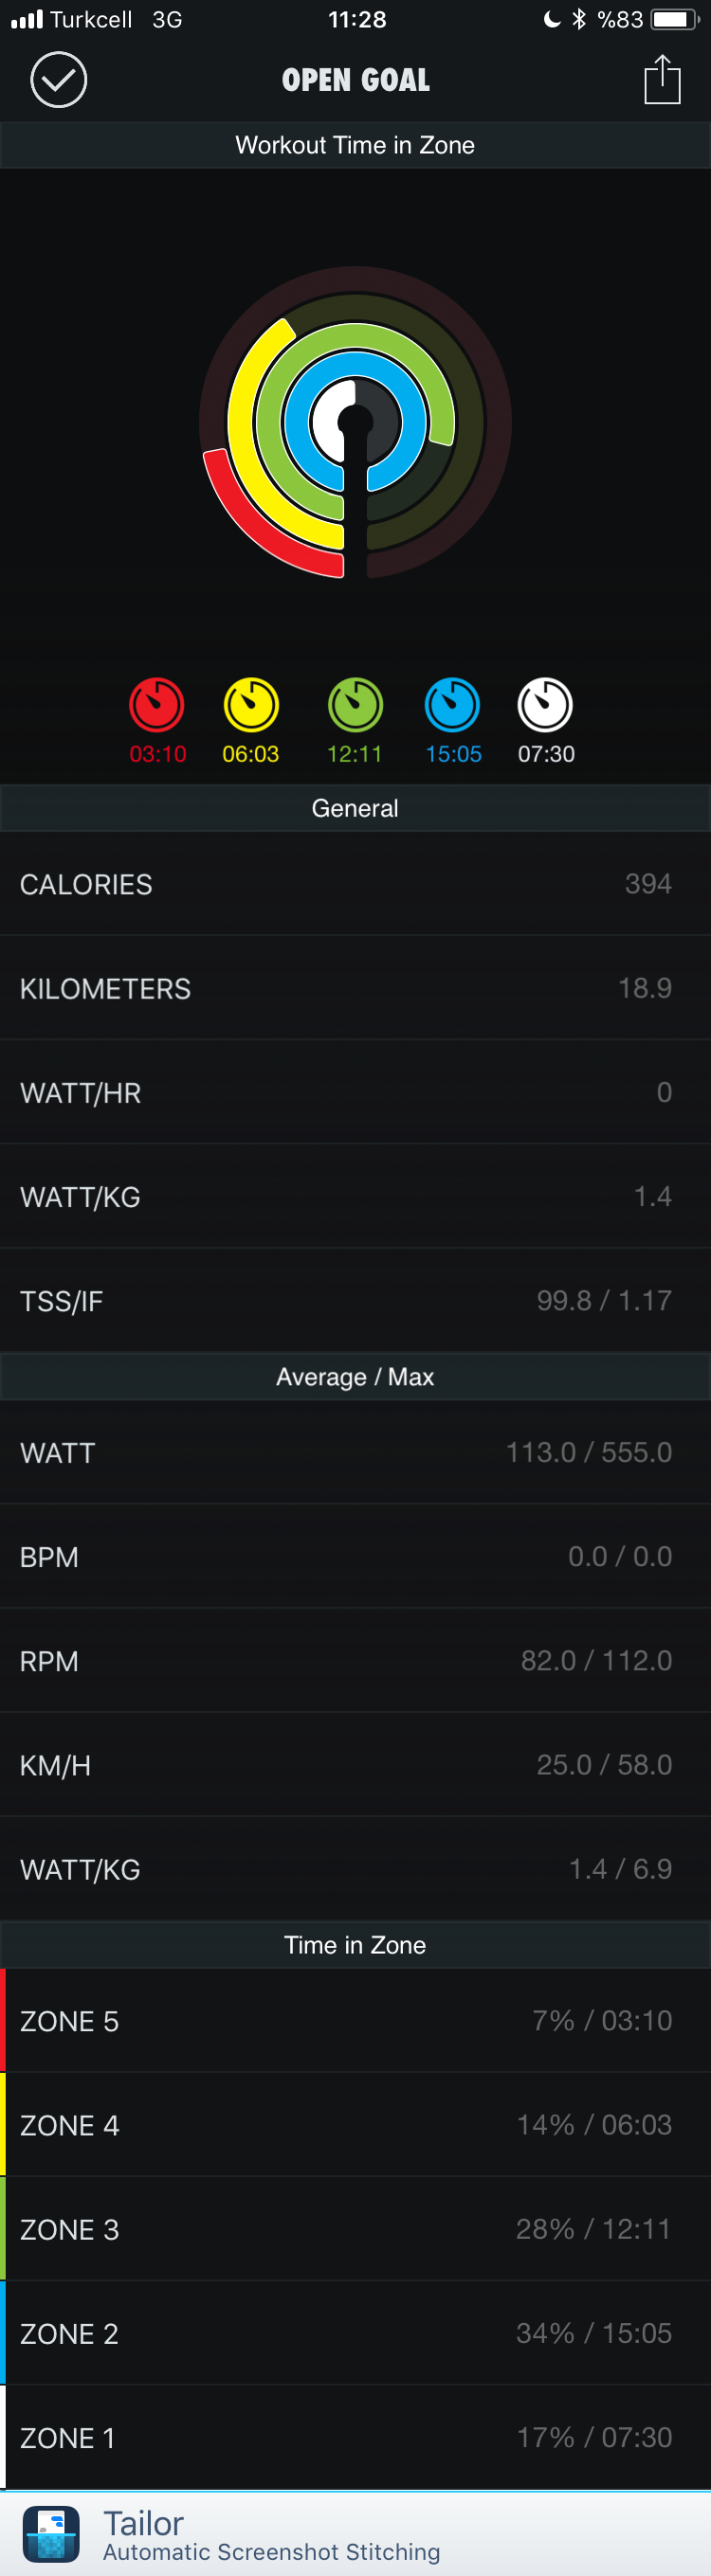 Turkcell 3G 11:28 %83
OPEN GOAL
Workout Time in Zone
03:10 06:03 12:11 15:05 07:30
General
CALORIES 394
KILOMETERS 18.9
WATT/HR 0
WATT/KG 1.4
TSS/IF 99.8 / 1.17
Average / Max
WATT 113.0 / 555.0
BPM 0.0 / 0.0
RPM 82.0 / 112.0
KM/H 25.0 / 58.0
WATT/KG 1.4 / 6.9
Time in Zone
ZONE 5 7% / 03:10
ZONE 4 14% / 06:03
ZONE 3 28% / 12:11
ZONE 2 34% / 15:05
ZONE 1 17% / 07:30
Tailor
Automatic Screenshot Stitching